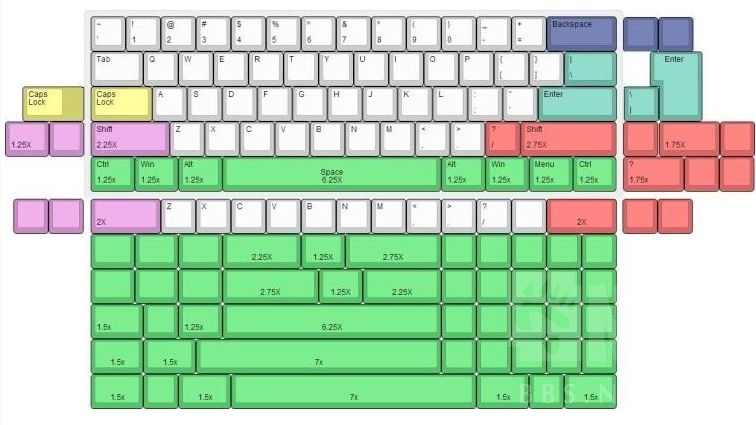 ~ ! @ # $ % ^ & * ( ) _ + Backspace
` 1 2 3 4 5 6 7 8 9 0 - =
Tab Q W E R T Y U I O P { } | Enter
[ ] \
Caps Caps A S D F G H J K L : " Enter \
Lock Lock ; ' |
Shift Z X C V B N M < > ? Shift
1.25X 2.25X , . / 2.75X 1.75X
Ctrl Win Alt Space Alt Win Menu Ctrl ?
1.25x 1.25x 1.25x 6.25X 1.25x 1.25x 1.25x 1.25x 1.75x
Z X C V B N M < > ?
2X , . / 2X
2.25X 1.25X 2.75X
2.75X 1.25X 2.25X
1.5x 1.25x 6.25X
1.5x 1.5x 7x
1.5x 1.5x 7x 1.5x 1.5x
BBS.N